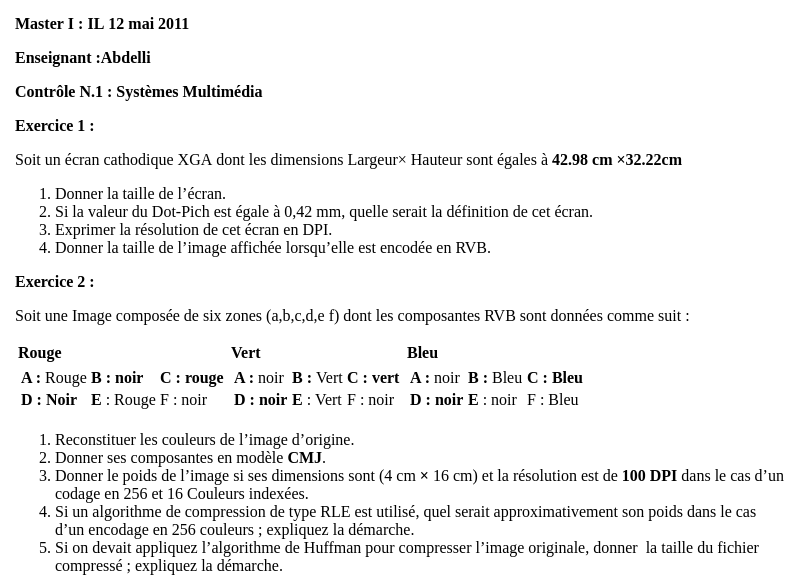 Master I : IL 12 mai 2011
Enseignant :Abdelli
Contrôle N.1 : Systèmes Multimédia
Exercice 1 :
Soit un écran cathodique XGA dont les dimensions Largeur× Hauteur sont égales à 42.98 cm ×32.22cm
1. Donner la taille de l’écran.
2. Si la valeur du Dot-Pich est égale à 0,42 mm, quelle serait la définition de cet écran.
3. Exprimer la résolution de cet écran en DPI.
4. Donner la taille de l’image affichée lorsqu’elle est encodée en RVB.
Exercice 2 :
Soit une Image composée de six zones (a,b,c,d,e f) dont les composantes RVB sont données comme suit :
Rouge Vert Bleu
A : Rouge B : noir C : rouge A : noir B : Vert C : vert A : noir B : Bleu C : Bleu
D : Noir E : Rouge F : noir D : noir E : Vert F : noir D : noir E : noir F : Bleu
1. Reconstituer les couleurs de l’image d’origine.
2. Donner ses composantes en modèle CMJ.
3. Donner le poids de l’image si ses dimensions sont (4 cm × 16 cm) et la résolution est de 100 DPI dans le cas d’un
codage en 256 et 16 Couleurs indexées.
4. Si un algorithme de compression de type RLE est utilisé, quel serait approximativement son poids dans le cas
d’un encodage en 256 couleurs ; expliquez la démarche.
5. Si on devait appliquez l’algorithme de Huffman pour compresser l’image originale, donner la taille du fichier
compressé ; expliquez la démarche.